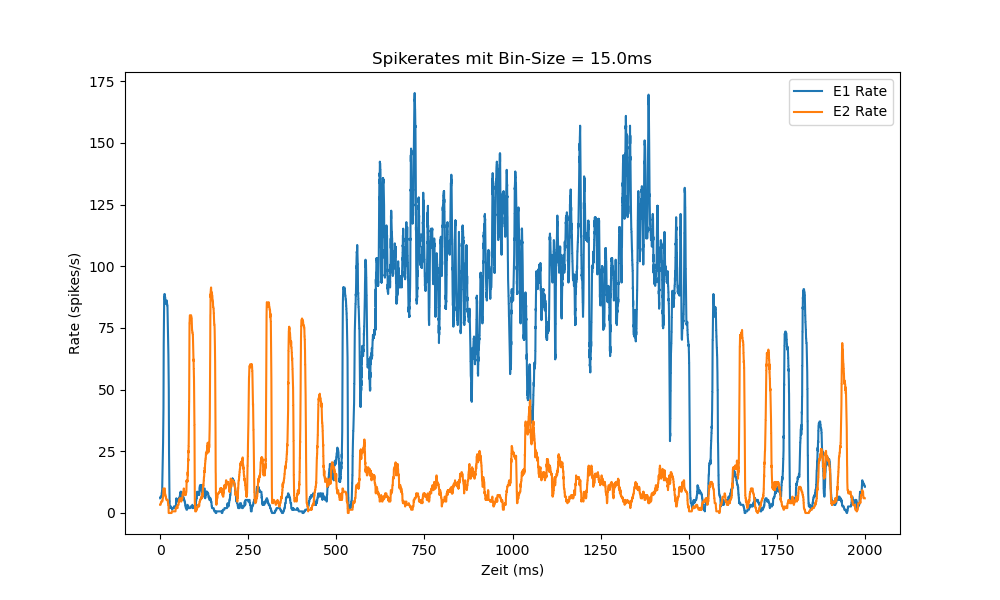 Spikerates mit Bin-Size = 15.0ms
E1 Rate
E2 Rate
Rate (spikes/s)
175
150
125
100
75
50
25
0
0 250 500 750 1000 1250 1500 1750 2000
Zeit (ms)